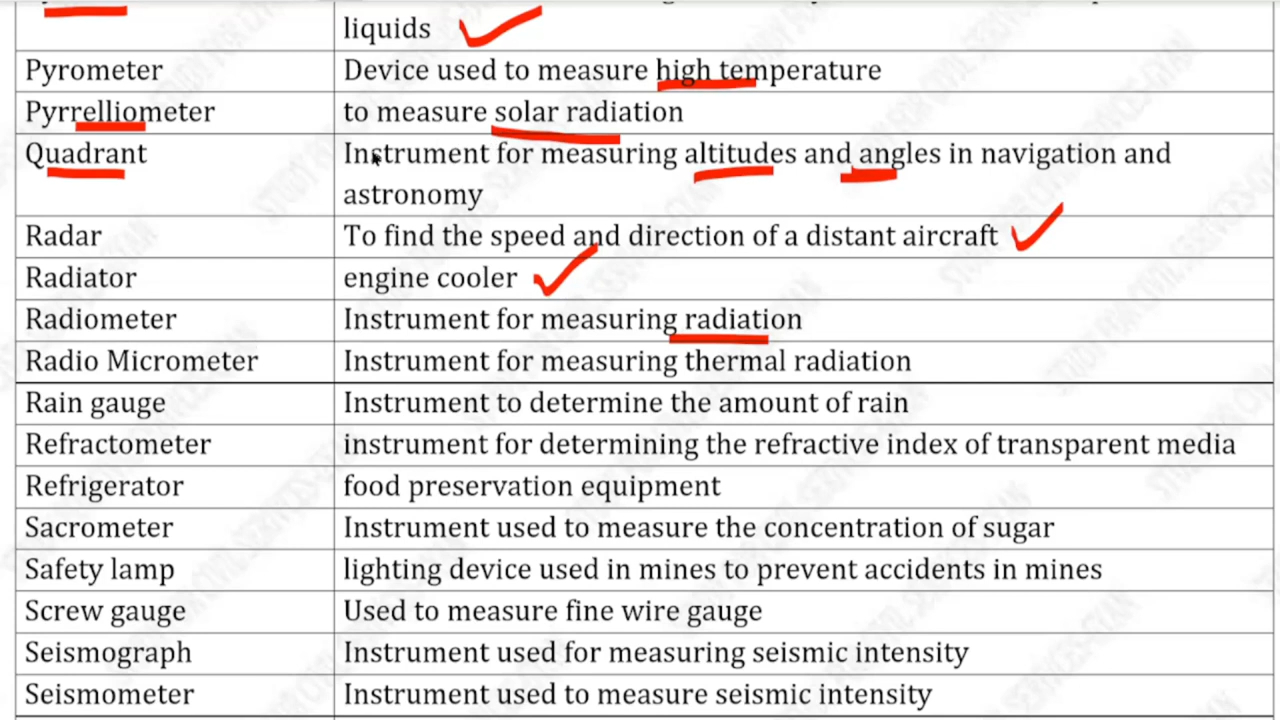 liquids
Pyrometer Device used to measure high temperature
Pyrrelliometer to measure solar radiation
Quadrant Instrument for measuring altitudes and angles in navigation and
astronomy
Radar To find the speed and direction of a distant aircraft
Radiator engine cooler
Radiometer Instrument for measuring radiation
Radio Micrometer Instrument for measuring thermal radiation
Rain gauge Instrument to determine the amount of rain
Refractometer instrument for determining the refractive index of transparent media
Refrigerator food preservation equipment
Sacrometer Instrument used to measure the concentration of sugar
Safety lamp lighting device used in mines to prevent accidents in mines
Screw gauge Used to measure fine wire gauge
Seismograph Instrument used for measuring seismic intensity
Seismometer Instrument used to measure seismic intensity